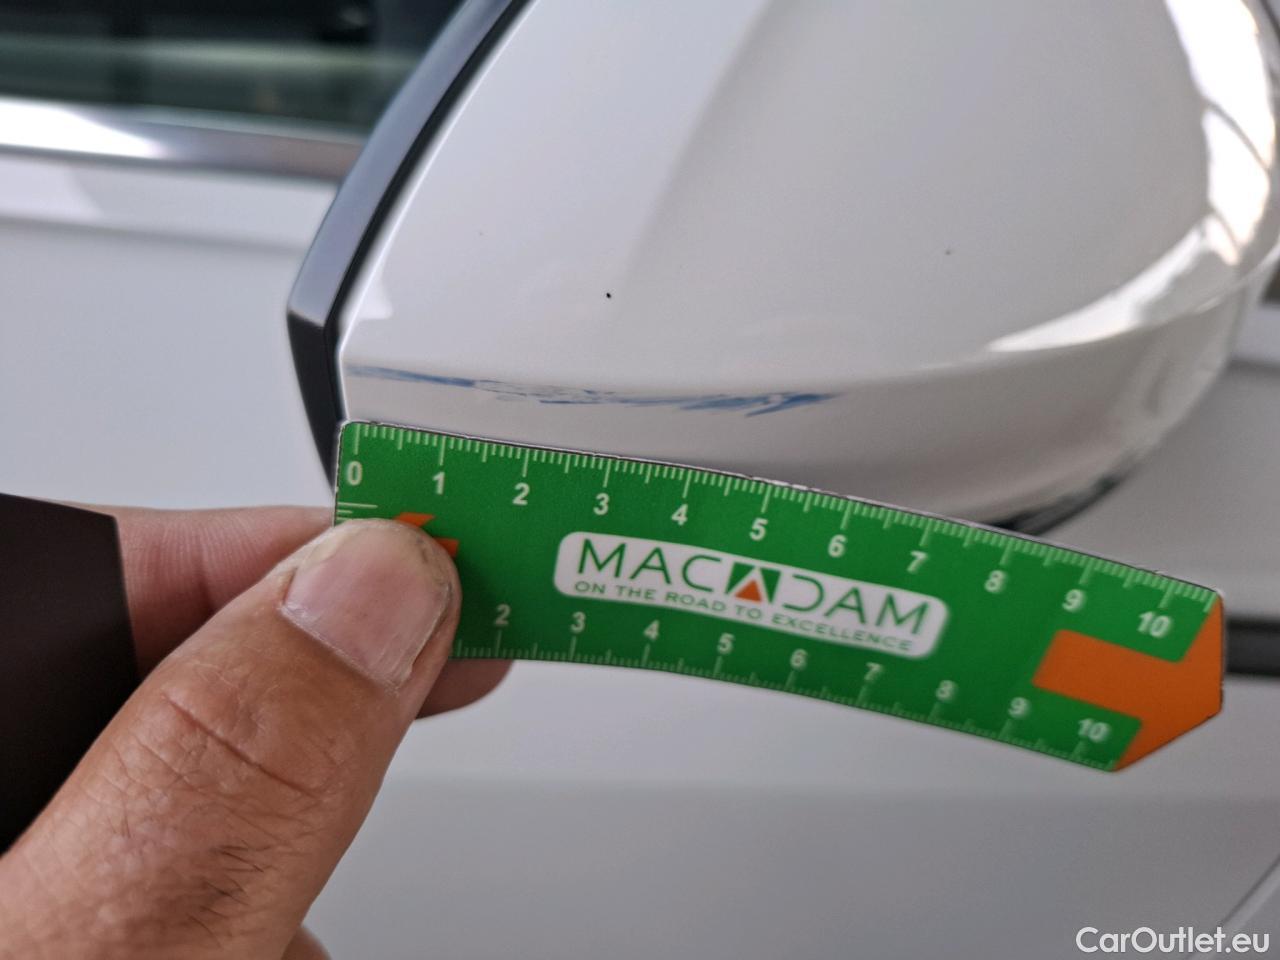 0 1 2 3 4 5 6 7 8 9 10
MACADAM
ON THE ROAD TO EXCELLENCE
2 3 4 5 6 7 8 9 10
CarOutlet.eu